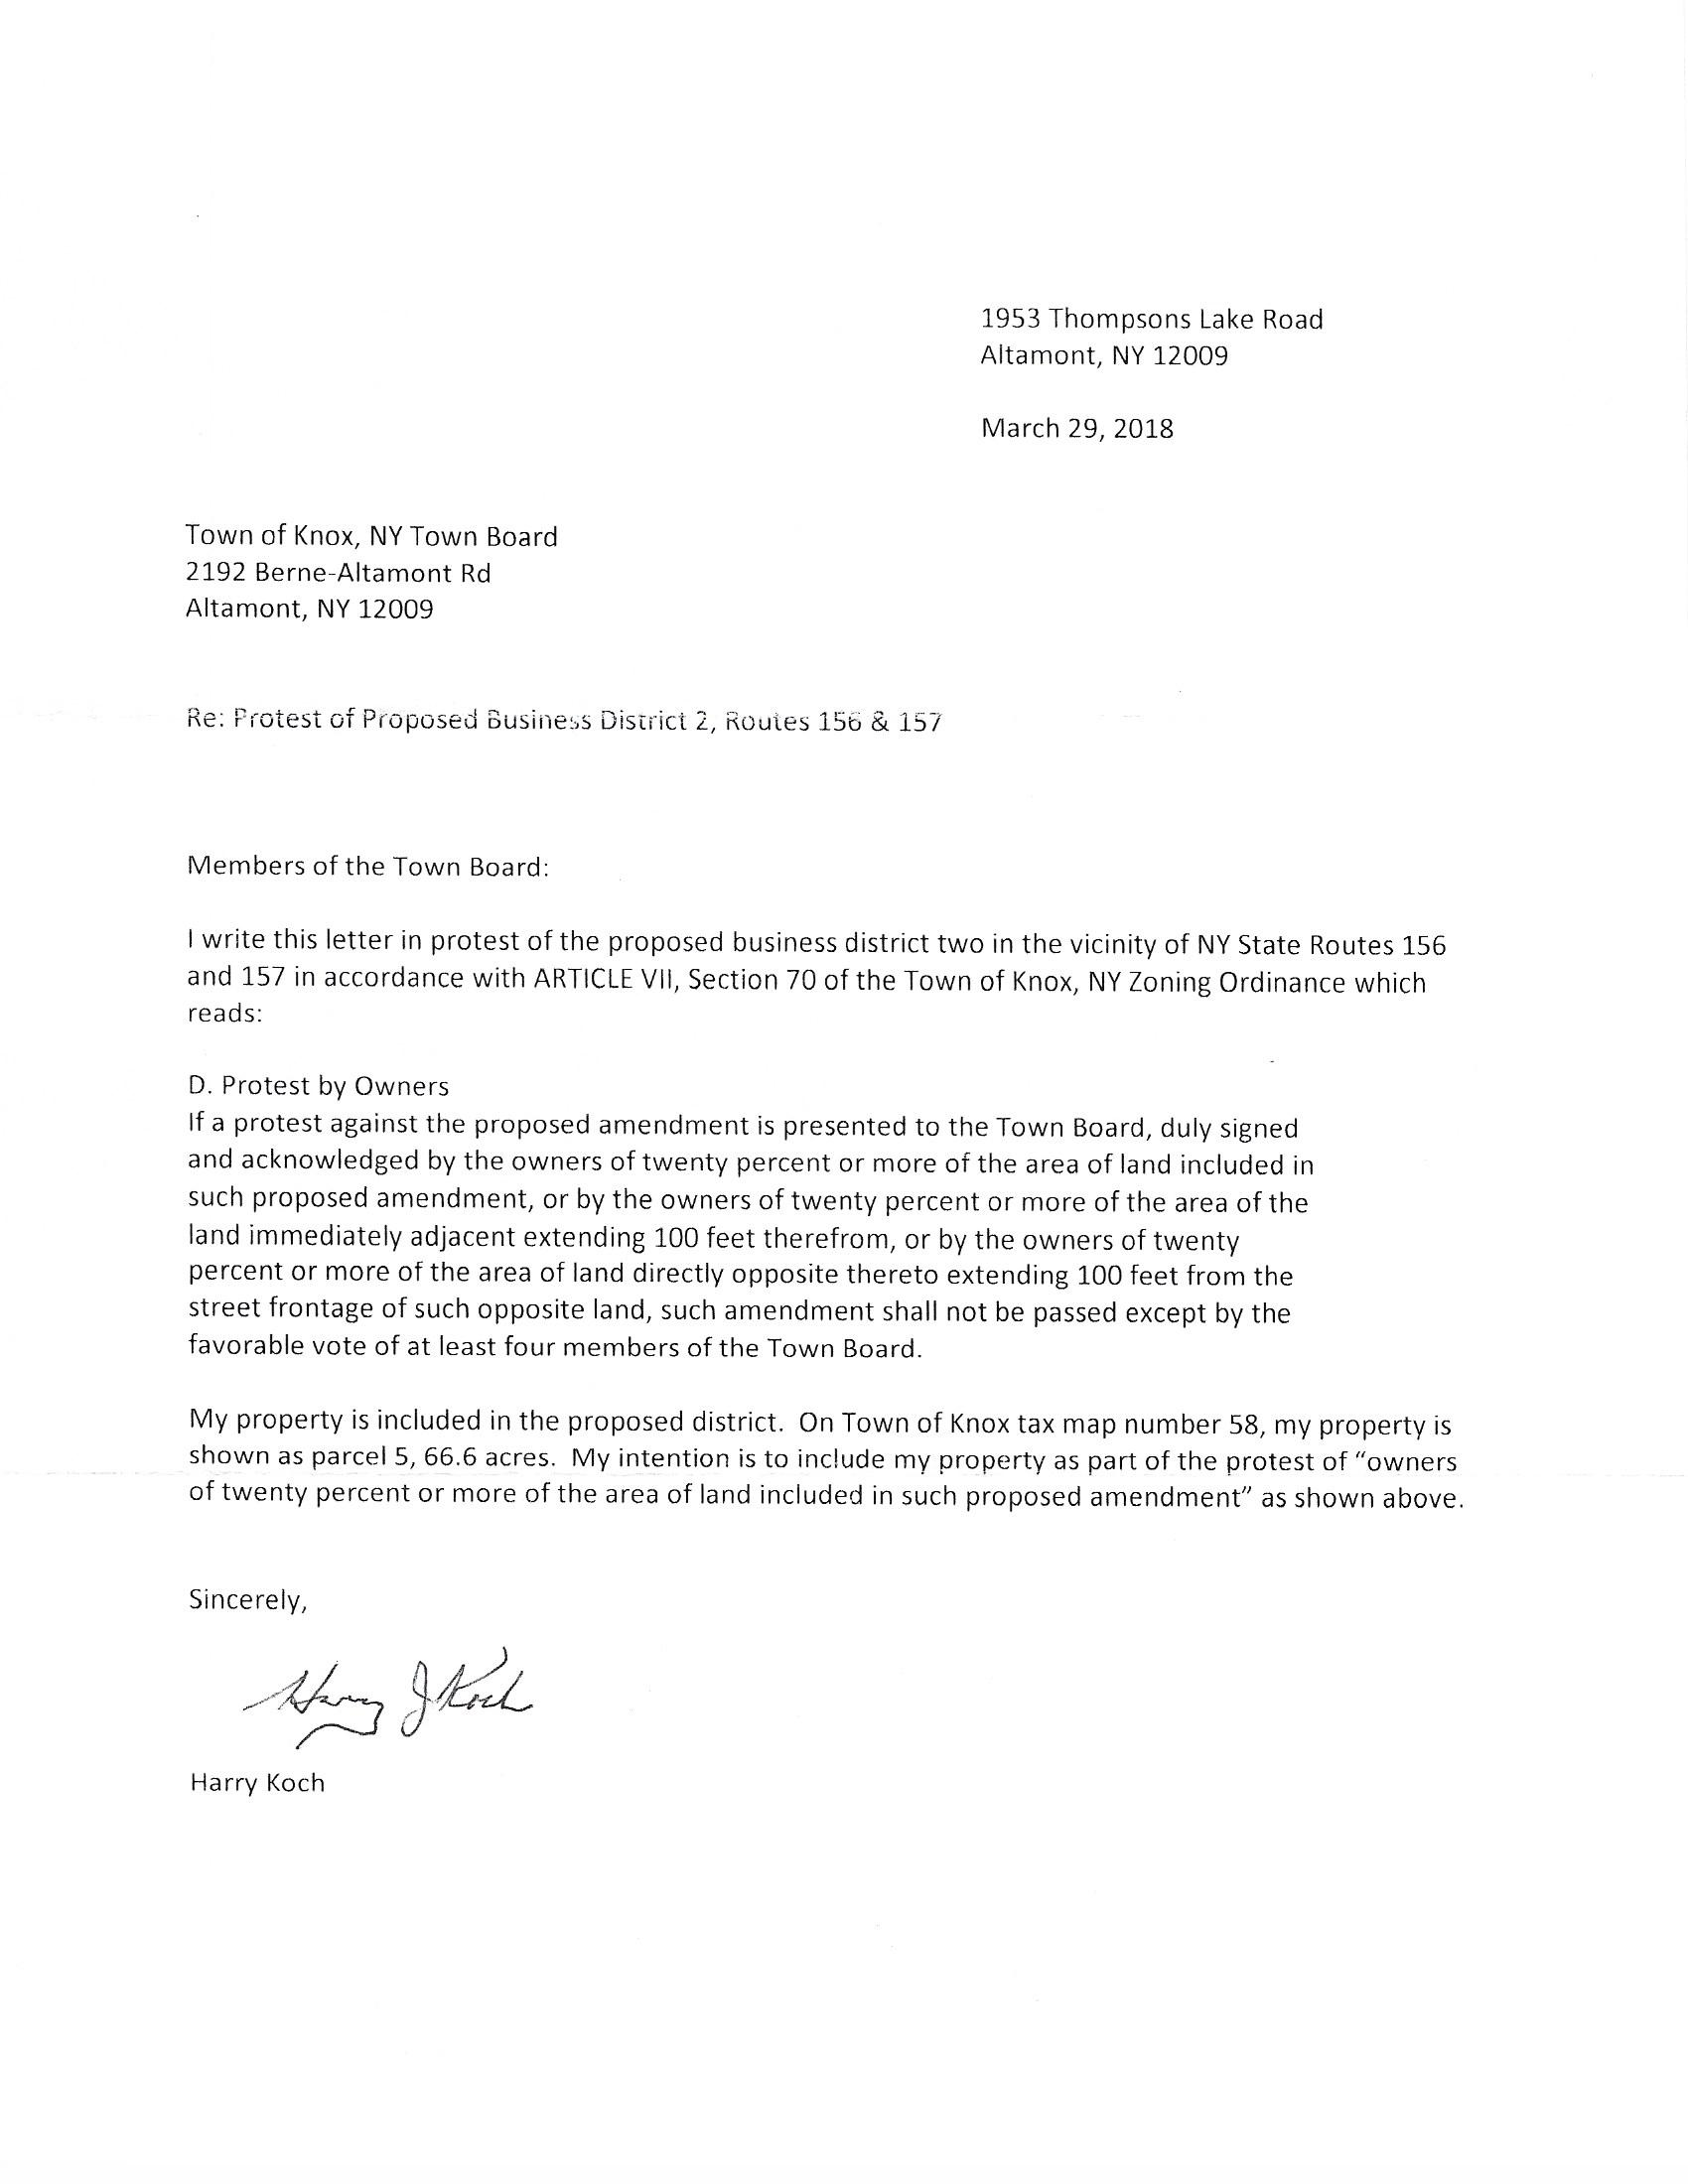 1953 Thompsons Lake Road
Altamont, NY 12009
March 29, 2018
Town of Knox, NY Town Board
2192 Berne-Altamont Rd
Altamont, NY 12009
Re: Protest of Proposed Business District 2, Routes 156 & 157
Members of the Town Board:
I write this letter in protest of the proposed business district two in the vicinity of NY State Routes 156
and 157 in accordance with ARTICLE VII, Section 70 of the Town of Knox, NY Zoning Ordinance which
reads:
D. Protest by Owners
If a protest against the proposed amendment is presented to the Town Board, duly signed
and acknowledged by the owners of twenty percent or more of the area of land included in
such proposed amendment, or by the owners of twenty percent or more of the area of the
land immediately adjacent extending 100 feet therefrom, or by the owners of twenty
percent or more of the area of land directly opposite thereto extending 100 feet from the
street frontage of such opposite land, such amendment shall not be passed except by the
favorable vote of at least four members of the Town Board.
My property is included in the proposed district.  On Town of Knox tax map number 58, my property is
shown as parcel 5, 66.6 acres.  My intention is to include my property as part of the protest of “owners
of twenty percent or more of the area of land included in such proposed amendment” as shown above.
Sincerely,
Harry J Koch
Harry Koch